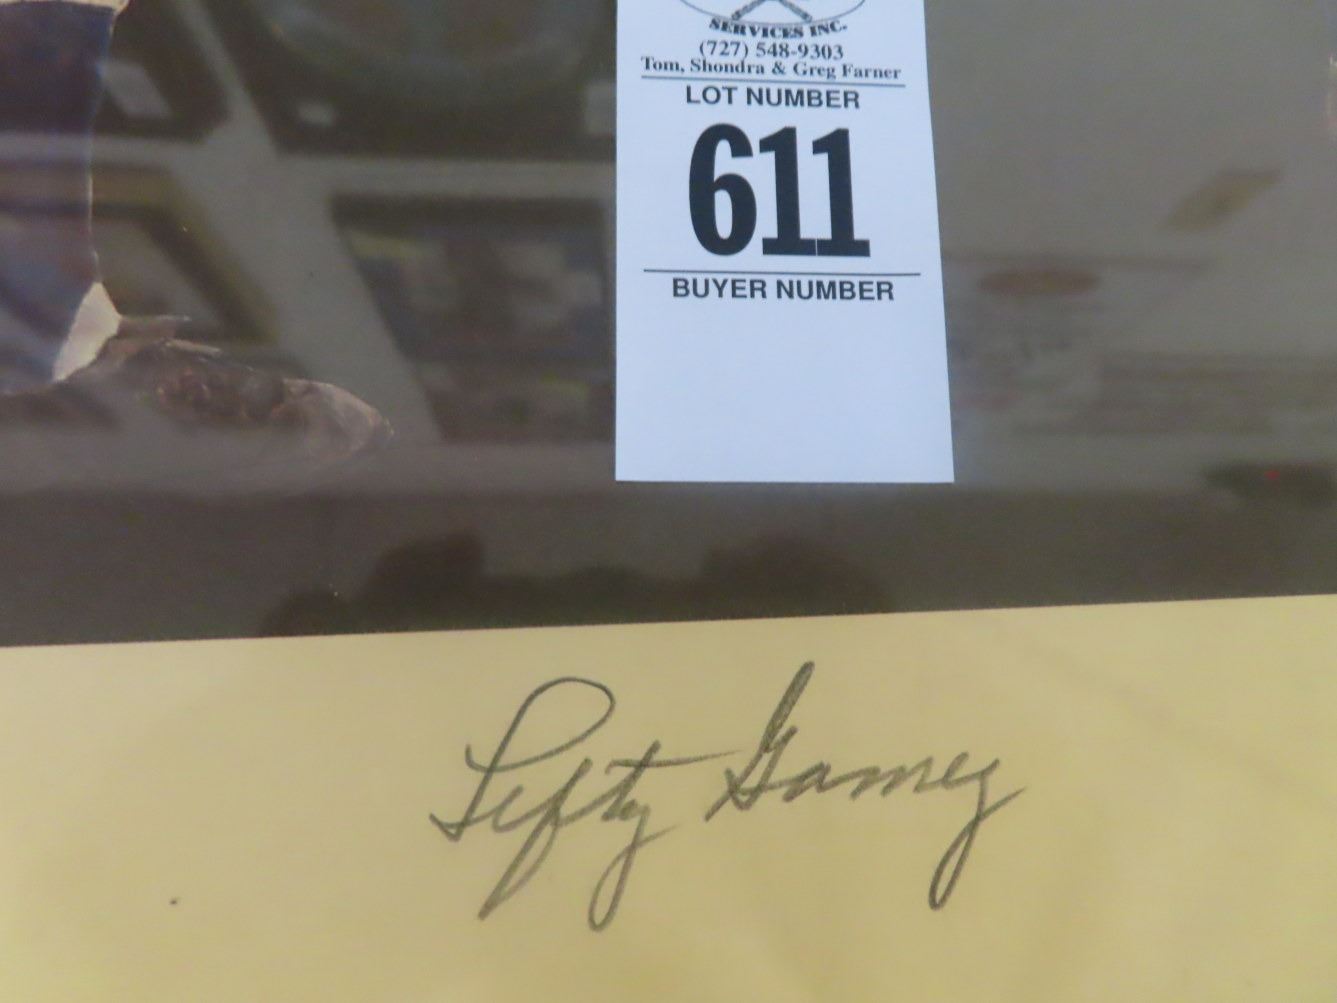 SERVICES INC.
(727) 548-9303
Tom, Shondra & Greg Farner
LOT NUMBER
611
BUYER NUMBER
Lefty Gomez